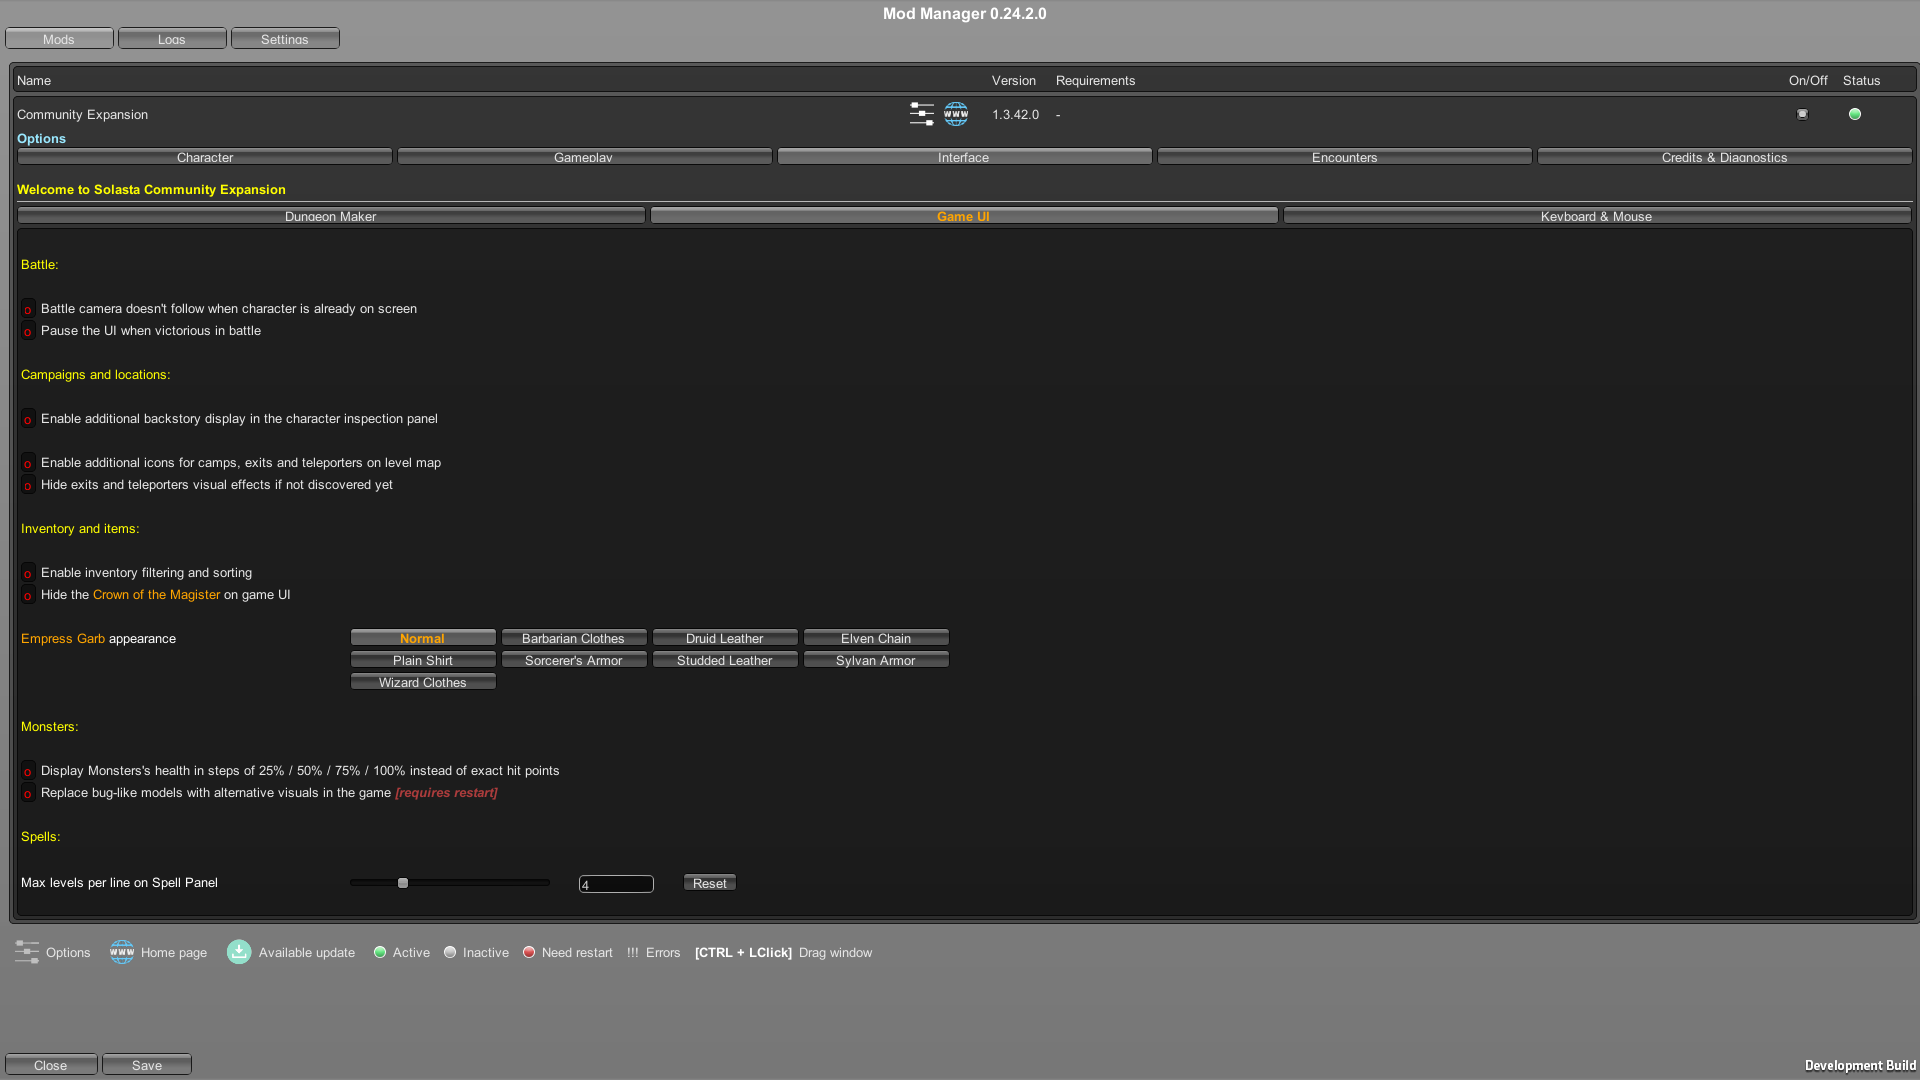 Mod Manager 0.24.2.0
Mods Logs Settings
Name Version Requirements On/Off Status
Community Expansion www 1.3.42.0 -
Options
Character Gameplay Interface Encounters Credits & Diagnostics
Welcome to Solasta Community Expansion
Dungeon Maker Game UI Keyboard & Mouse
Battle:
o Battle camera doesn't follow when character is already on screen
o Pause the UI when victorious in battle
Campaigns and locations:
o Enable additional backstory display in the character inspection panel
o Enable additional icons for camps, exits and teleporters on level map
o Hide exits and teleporters visual effects if not discovered yet
Inventory and items:
o Enable inventory filtering and sorting
o Hide the Crown of the Magister on game UI
Empress Garb appearance Normal Barbarian Clothes Druid Leather Elven Chain
Plain Shirt Sorcerer's Armor Studded Leather Sylvan Armor
Wizard Clothes
Monsters:
o Display Monsters's health in steps of 25% / 50% / 75% / 100% instead of exact hit points
o Replace bug-like models with alternative visuals in the game [requires restart]
Spells:
Max levels per line on Spell Panel 4 Reset
Options www Home page Available update Active Inactive Need restart !!! Errors [CTRL + LClick] Drag window
Close Save Development Build